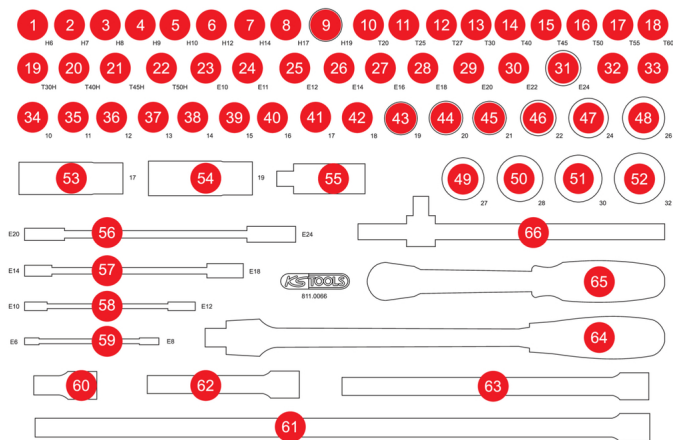 1 2 3 4 5 6 7 8 9 10 11 12 13 14 15 16 17 18
H6 H7 H8 H9 H10 H12 H14 H17 H19 T20 T25 T27 T30 T40 T45 T50 T55 T60
19 20 21 22 23 24 25 26 27 28 29 30 31 32 33
T30H T40H T45H T50H E10 E11 E12 E14 E16 E18 E20 E22 E24
34 35 36 37 38 39 40 41 42 43 44 45 46 47 48
10 11 12 13 14 15 16 17 18 19 20 21 22 24 26
53 17 54 19 55 49 50 51 52
27 28 30 32
E20 56 E24 66
E14 57 E18 KS TOOLS 65
811.0066
E10 58 E12
E6 59 E8 64
60 62 63
61